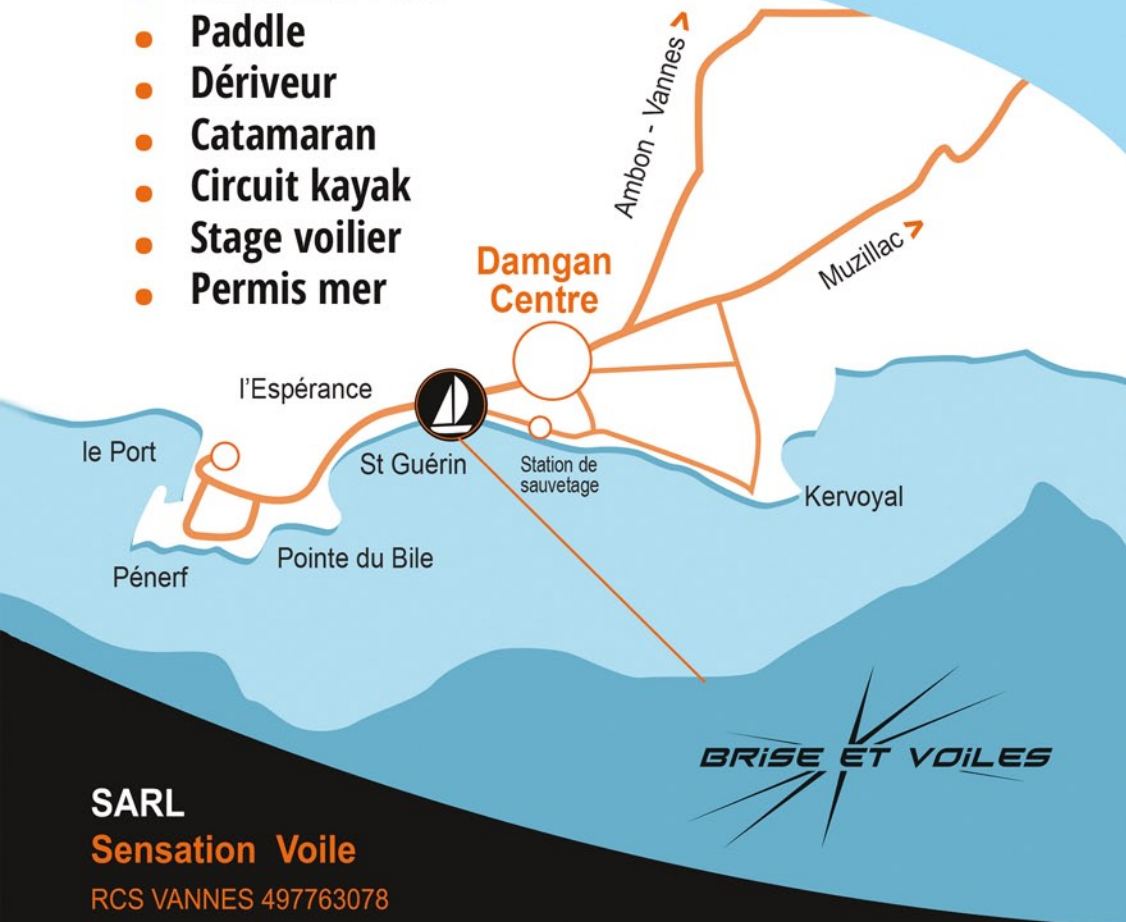 Paddle
Dériveur
Catamaran
Circuit kayak
Stage voilier
Permis mer
Ambon - Vannes >
Muzillac >
Damgan
Centre
l'Espérance
le Port
St Guérin
Station de
sauvetage
Kervoyal
Pointe du Bile
Pénerf
BRiSE ET VOiLES
SARL
Sensation Voile
RCS VANNES 497763078